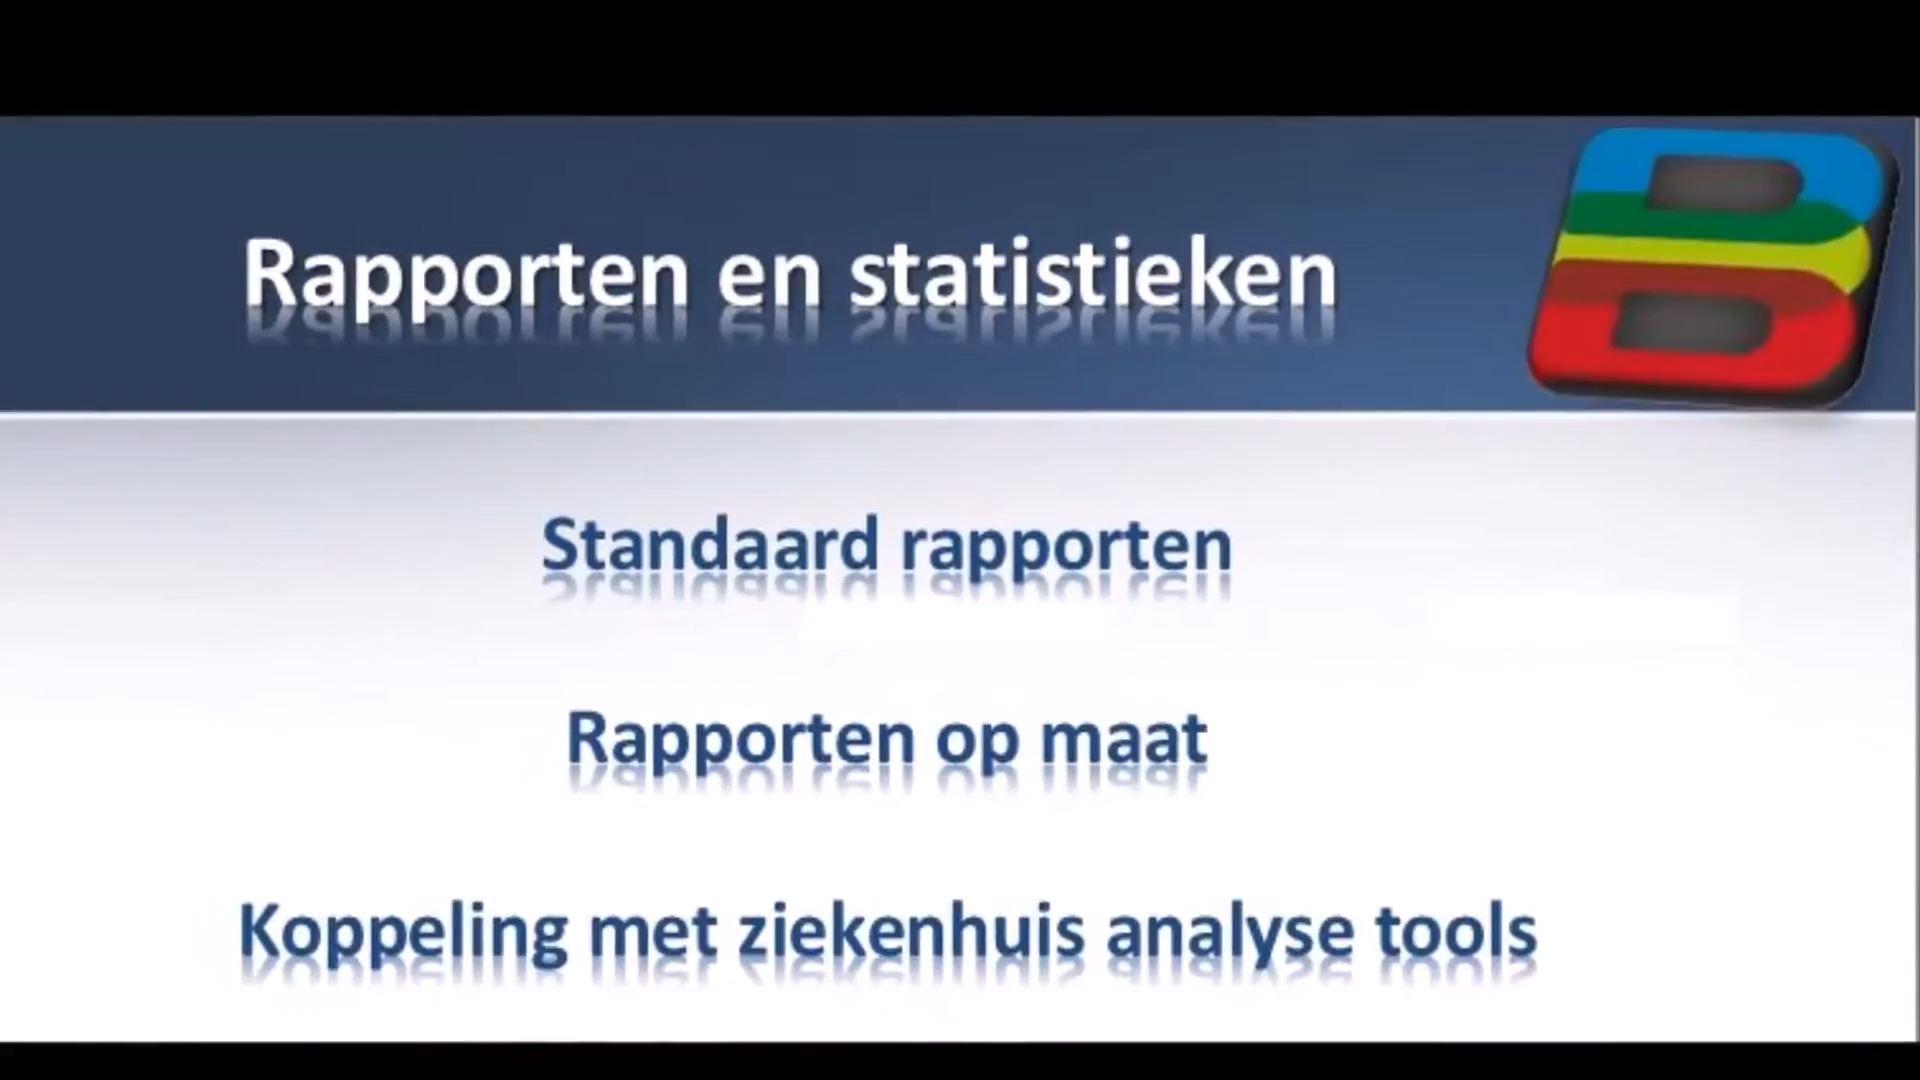 Rapporten en statistieken
Standaard rapporten
Rapporten op maat
Koppeling met ziekenhuis analyse tools